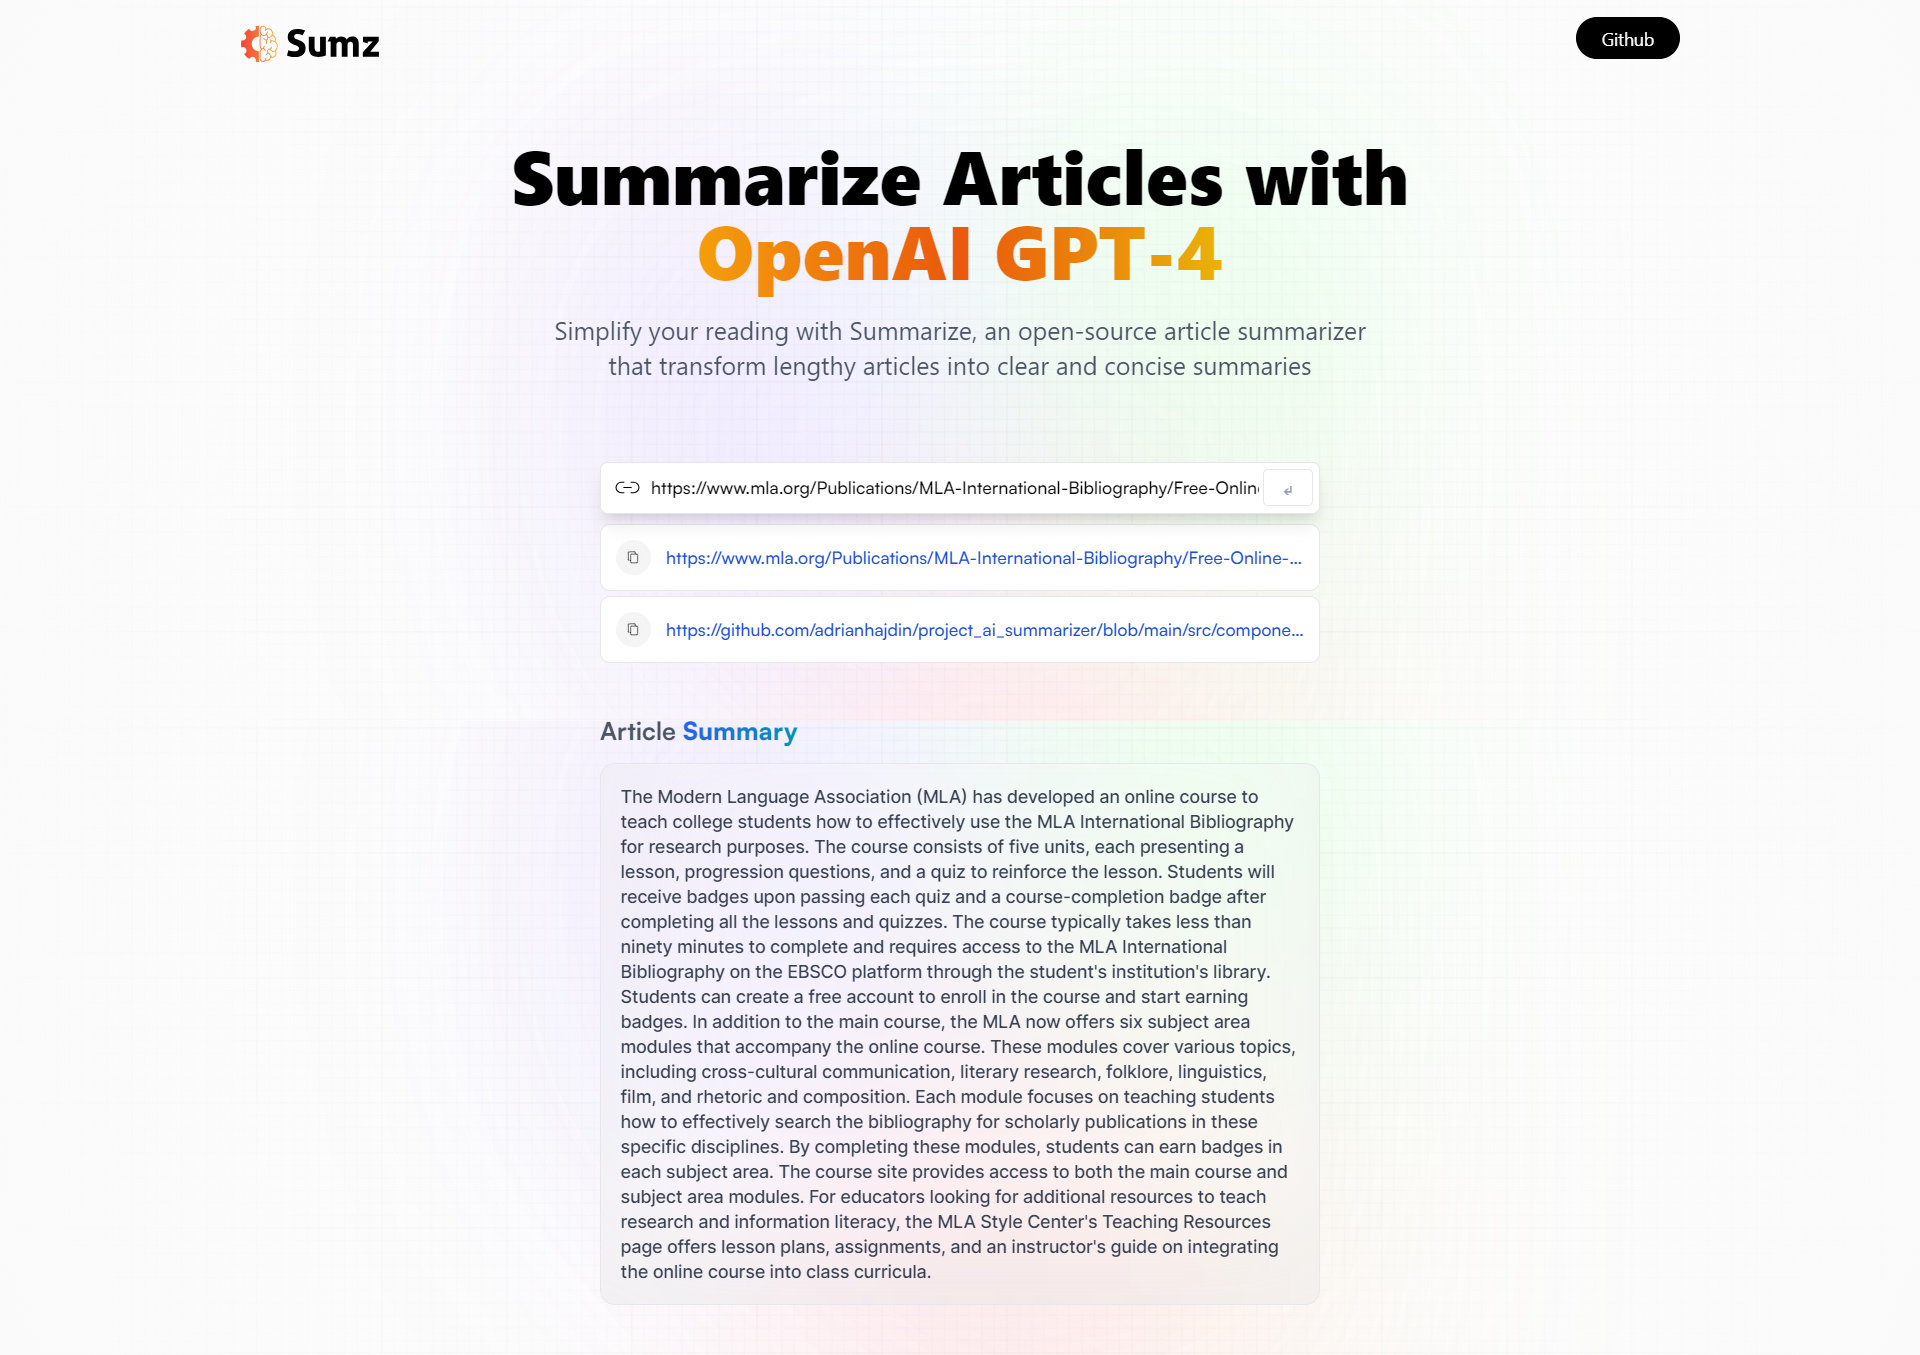 Sumz
Github
Summarize Articles with
OpenAI GPT-4
Simplify your reading with Summarize, an open-source article summarizer
that transform lengthy articles into clear and concise summaries
https://www.mla.org/Publications/MLA-International-Bibliography/Free-Onlin
https://www.mla.org/Publications/MLA-International-Bibliography/Free-Online-...
https://github.com/adrianhajdin/project_ai_summarizer/blob/main/src/compone...
Article Summary
The Modern Language Association (MLA) has developed an online course to
teach college students how to effectively use the MLA International Bibliography
for research purposes. The course consists of five units, each presenting a
lesson, progression questions, and a quiz to reinforce the lesson. Students will
receive badges upon passing each quiz and a course-completion badge after
completing all the lessons and quizzes. The course typically takes less than
ninety minutes to complete and requires access to the MLA International
Bibliography on the EBSCO platform through the student's institution's library.
Students can create a free account to enroll in the course and start earning
badges. In addition to the main course, the MLA now offers six subject area
modules that accompany the online course. These modules cover various topics,
including cross-cultural communication, literary research, folklore, linguistics,
film, and rhetoric and composition. Each module focuses on teaching students
how to effectively search the bibliography for scholarly publications in these
specific disciplines. By completing these modules, students can earn badges in
each subject area. The course site provides access to both the main course and
subject area modules. For educators looking for additional resources to teach
research and information literacy, the MLA Style Center's Teaching Resources
page offers lesson plans, assignments, and an instructor's guide on integrating
the online course into class curricula.